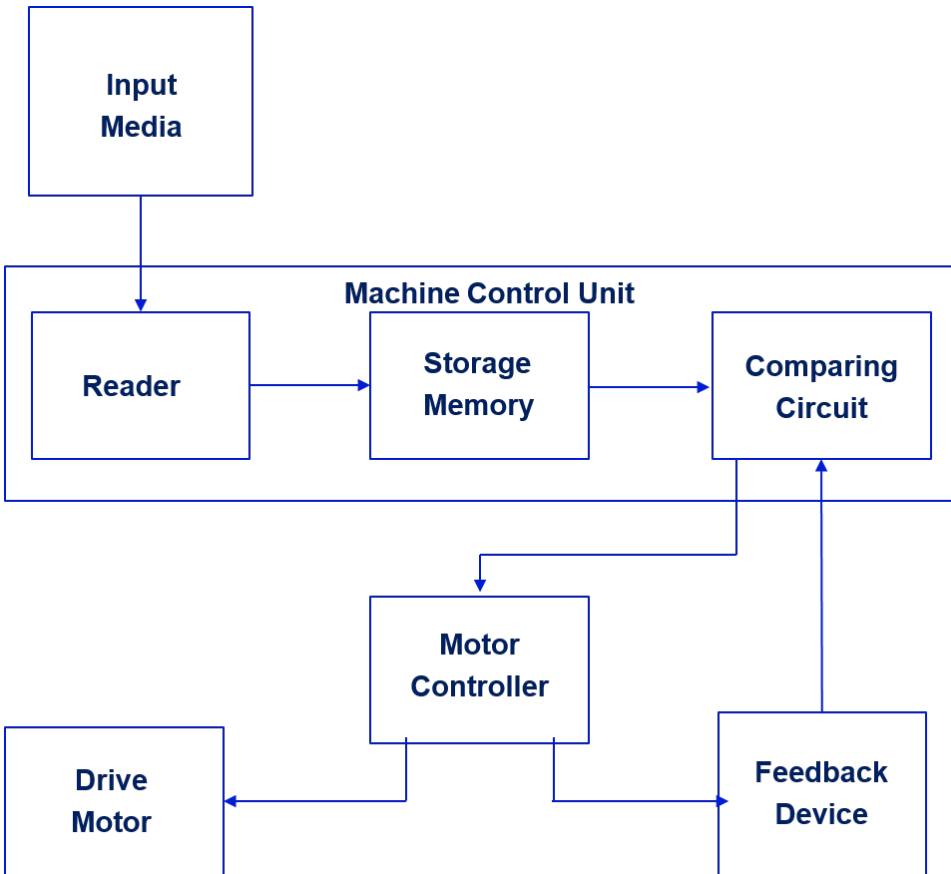 Input
Media
Machine Control Unit
Reader
Storage
Memory
Comparing
Circuit
Motor
Controller
Drive
Motor
Feedback
Device